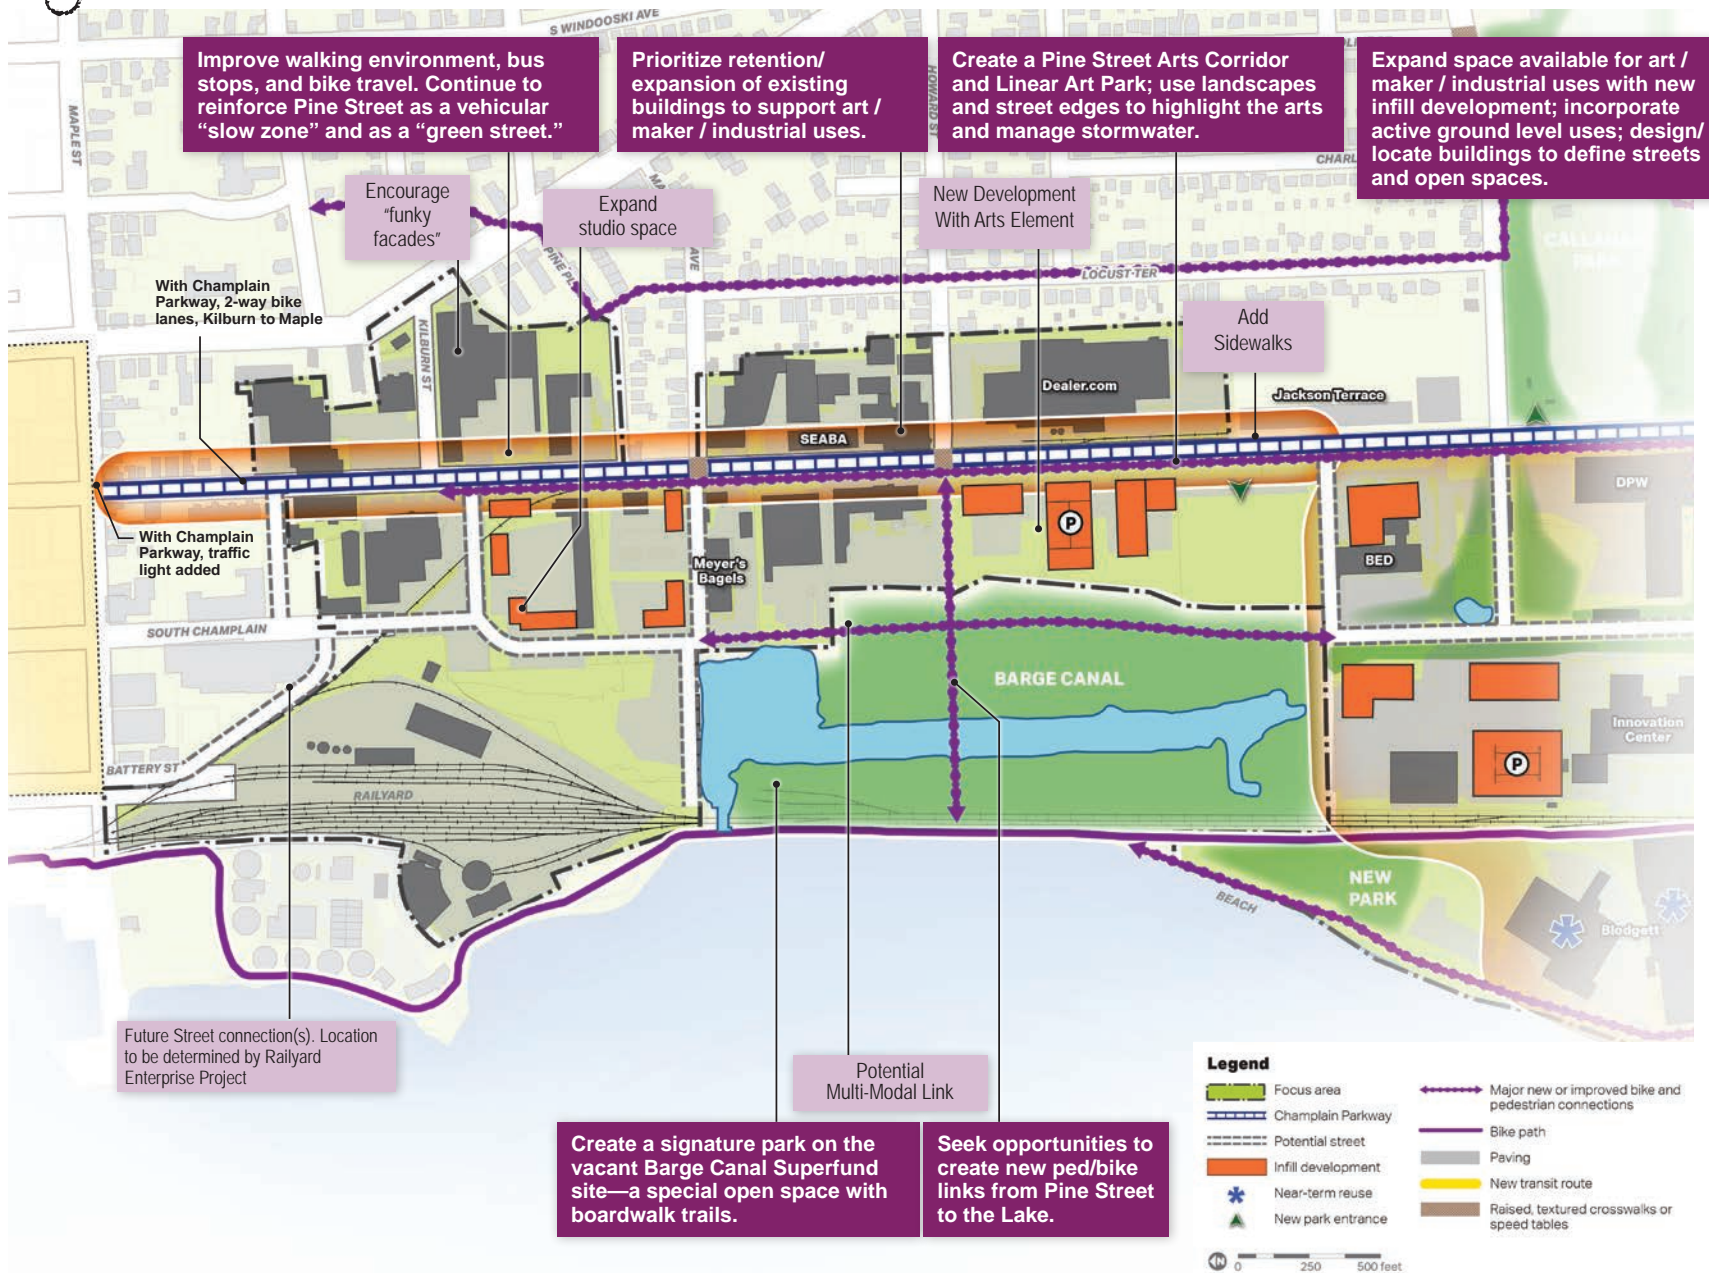 S WINDOOSKI AVE
Improve walking environment, bus
stops, and bike travel. Continue to
reinforce Pine Street as a vehicular
“slow zone” and as a “green street.”
Prioritize retention/
expansion of existing
buildings to support art /
maker / industrial uses.
Create a Pine Street Arts Corridor
and Linear Art Park; use landscapes
and street edges to highlight the arts
and manage stormwater.
Expand space available for art /
maker / industrial uses with new
infill development; incorporate
active ground level uses; design/
locate buildings to define streets
and open spaces.
MAPLE ST
HOWARD ST
CHARL
Encourage
“funky
facades”
Expand
studio space
New Development
With Arts Element
PINE PL
AVE
LOCUST TER
CALLAHAN
PARK
With Champlain
Parkway, 2-way bike
lanes, Kilburn to Maple
KILBURN ST
Add
Sidewalks
Dealer.com
Jackson Terrace
SEABA
DPW
P
With Champlain
Parkway, traffic
light added
Meyer's
Bagels
BED
SOUTH CHAMPLAIN
BARGE CANAL
Innovation
Center
P
BATTERY ST
RAILYARD
NEW
PARK
BEACH
Blodgett
Future Street connection(s). Location
to be determined by Railyard
Enterprise Project
Potential
Multi-Modal Link
Create a signature park on the
vacant Barge Canal Superfund
site—a special open space with
boardwalk trails.
Seek opportunities to
create new ped/bike
links from Pine Street
to the Lake.
Legend
Focus area
Champlain Parkway
Potential street
Infill development
Near-term reuse
New park entrance
Major new or improved bike and
pedestrian connections
Bike path
Paving
New transit route
Raised, textured crosswalks or
speed tables
N
0 250 500 feet